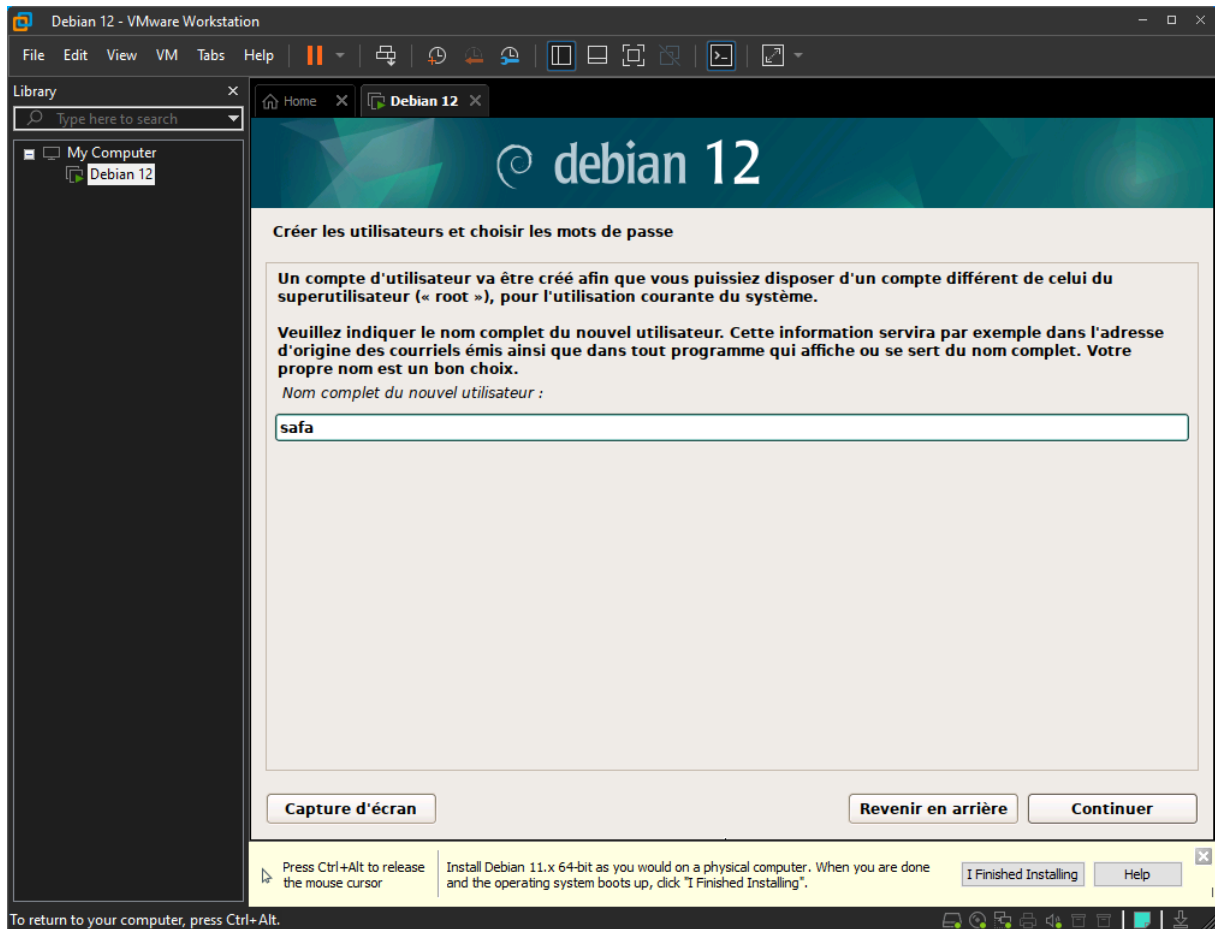 Debian 12 - VMware Workstation
File Edit View VM Tabs Help
Library
Type here to search
My Computer
Debian 12
Home
Debian 12
debian 12
Créer les utilisateurs et choisir les mots de passe
Un compte d'utilisateur va être créé afin que vous puissiez disposer d'un compte différent de celui du
superutilisateur (« root »), pour l'utilisation courante du système.
Veuillez indiquer le nom complet du nouvel utilisateur. Cette information servira par exemple dans l'adresse
d'origine des courriels émis ainsi que dans tout programme qui affiche ou se sert du nom complet. Votre
propre nom est un bon choix.
Nom complet du nouvel utilisateur :
safa
Capture d'écran
Revenir en arrière
Continuer
Press Ctrl+Alt to release
the mouse cursor
Install Debian 11.x 64-bit as you would on a physical computer. When you are done
and the operating system boots up, click "I Finished Installing".
I Finished Installing
Help
To return to your computer, press Ctrl+Alt.